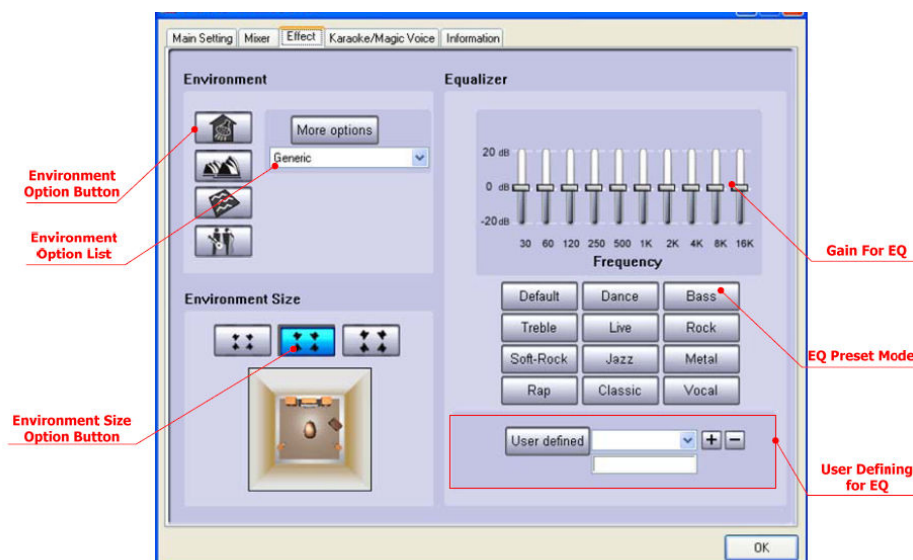 Main Setting
Mixer
Effect
Karaoke/Magic Voice
Information
Environment
More options
Generic
Environment
Option Button
Environment
Option List
Environment Size
Environment Size
Option Button
Equalizer
20 dB
0 dB
-20 dB
30 60 120 250 500 1K 2K 4K 8K 16K
Frequency
Gain For EQ
Default Dance Bass
Treble Live Rock
Soft-Rock Jazz Metal
Rap Classic Vocal
EQ Preset Mode
User defined
+ −
User Defining
for EQ
OK